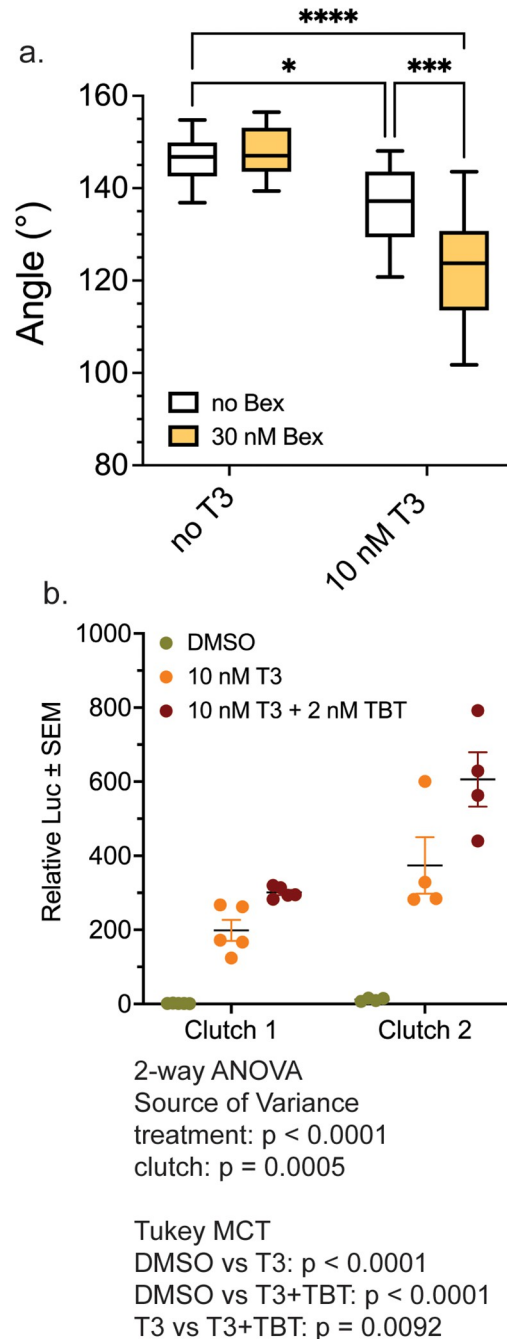 a.
****
*
***
160
140
120
100
80
Angle (°)
no Bex
30 nM Bex
no T3
10 nM T3
b.
1000
800
600
400
200
0
Relative Luc ± SEM
DMSO
10 nM T3
10 nM T3 + 2 nM TBT
Clutch 1
Clutch 2
2-way ANOVA
Source of Variance
treatment: p < 0.0001
clutch: p = 0.0005
Tukey MCT
DMSO vs T3: p < 0.0001
DMSO vs T3+TBT: p < 0.0001
T3 vs T3+TBT: p = 0.0092